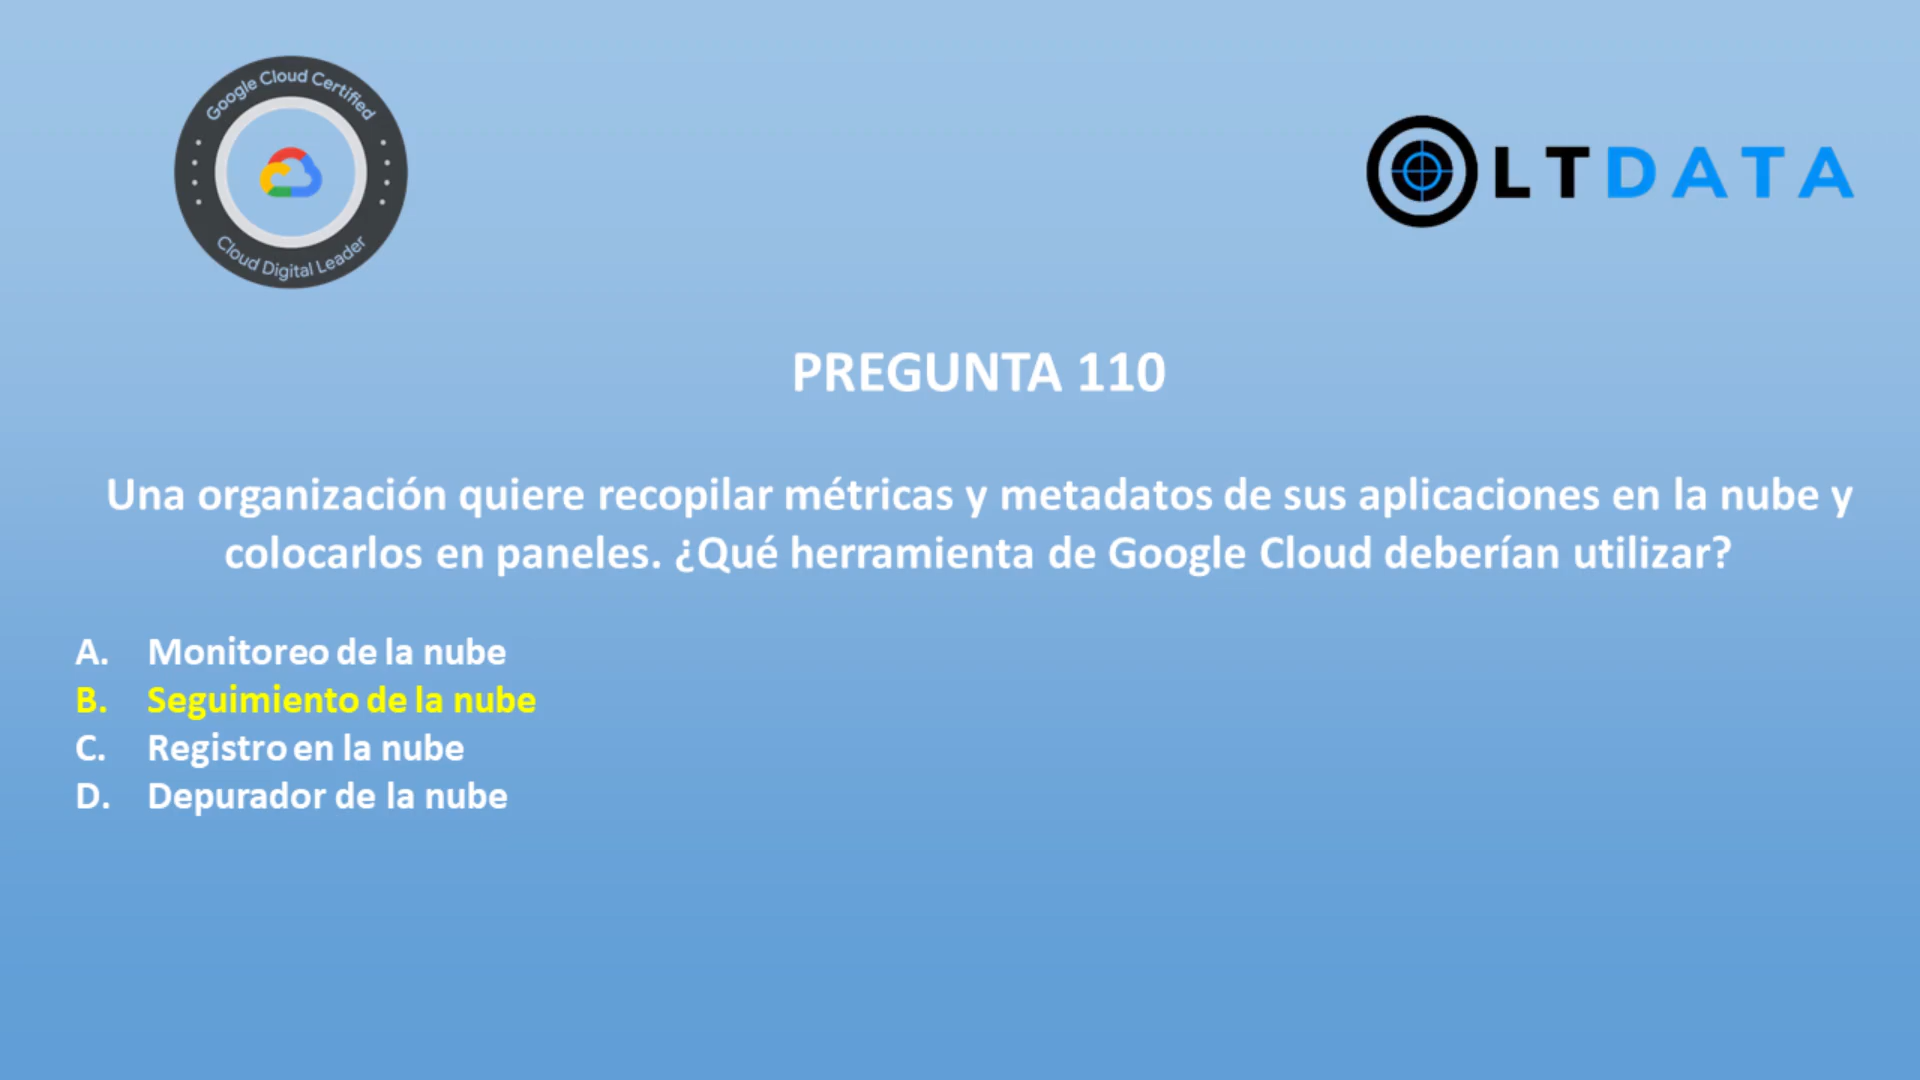 Google Cloud Certified
Cloud Digital Leader
LTDATA
PREGUNTA 110
Una organización quiere recopilar métricas y metadatos de sus aplicaciones en la nube y
colocarlos en paneles. ¿Qué herramienta de Google Cloud deberían utilizar?
A. Monitoreo de la nube
B. Seguimiento de la nube
C. Registro en la nube
D. Depurador de la nube